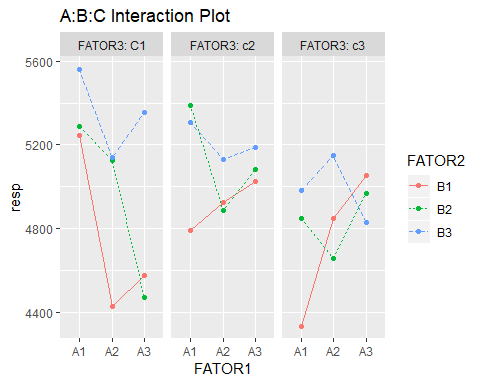 A:B:C Interaction Plot
FATOR3: C1 FATOR3: c2 FATOR3: c3
5600
5200
4800
4400
resp
A1 A2 A3 A1 A2 A3 A1 A2 A3
FATOR1
FATOR2
B1
B2
B3